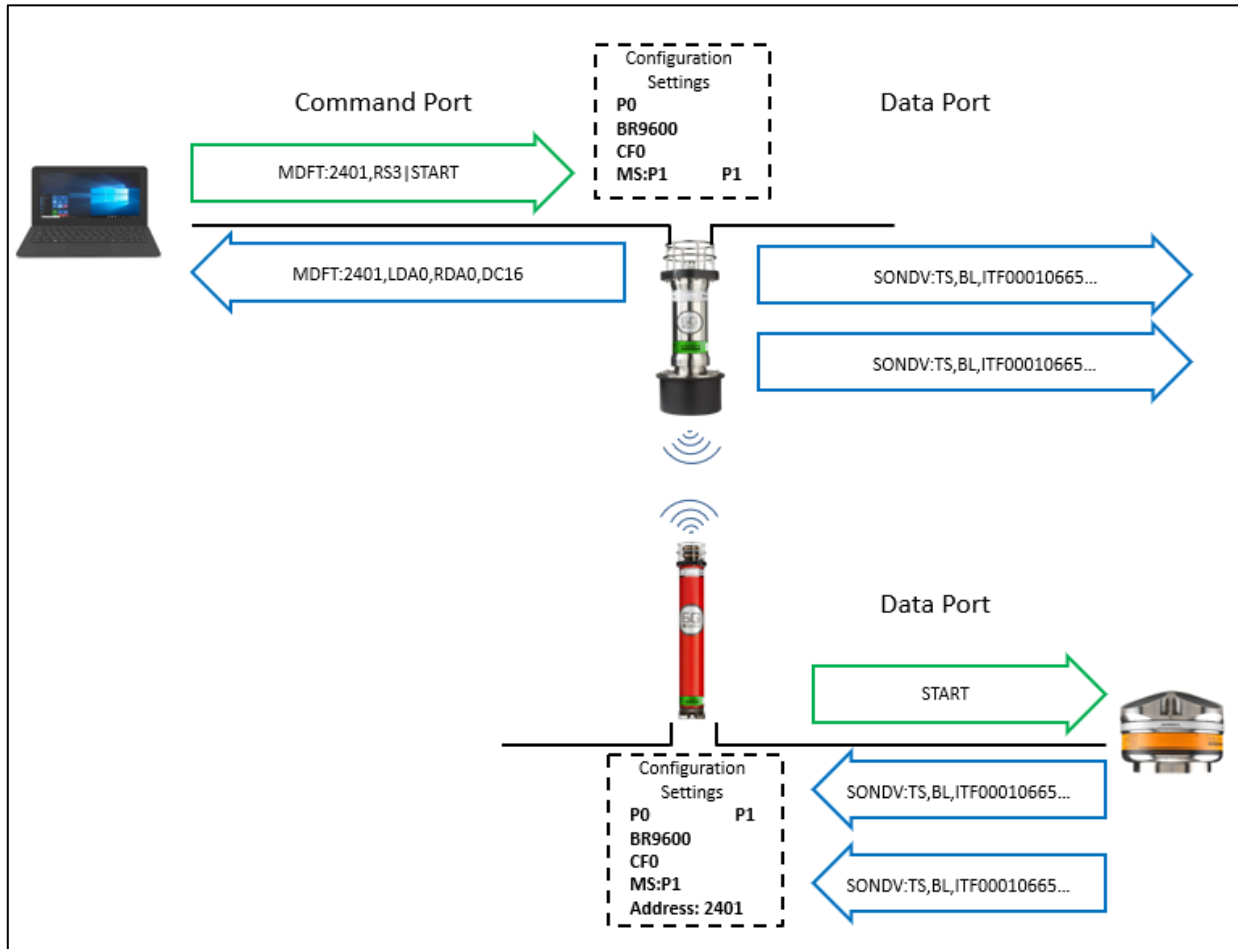 Configuration
Settings
P0
BR9600
CF0
MS:P1 P1
Command Port
Data Port
MDFT:2401,RS3|START
MDFT:2401,LDA0,RDA0,DC16
SONDV:TS,BL,ITF00010665...
SONDV:TS,BL,ITF00010665...
6G
6G
Data Port
START
Configuration
Settings
P0 P1
BR9600
CF0
MS:P1
Address: 2401
SONDV:TS,BL,ITF00010665...
SONDV:TS,BL,ITF00010665...